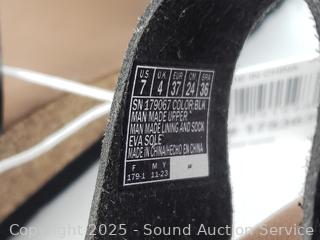 US UK EUR CM SPA
7 4 37 24 36
SN 179067 COLOR:BLK
MAN MADE UPPER
MAN MADE LINING AND SOCK
EVA SOLE
MADE IN CHINA/HECHO EN CHINA
F M Y
179-1 11-23
Copyright 2025 - Sound Auction Service